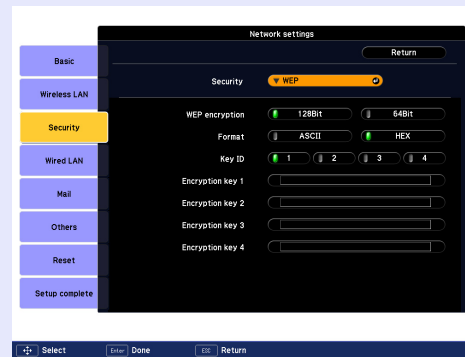 Network settings
Return
Basic
Security WEP
Wireless LAN
WEP encryption 128Bit 64Bit
Security
Format ASCII HEX
Wired LAN
Key ID 1 2 3 4
Encryption key 1
Mail
Encryption key 2
Others
Encryption key 3
Encryption key 4
Reset
Setup complete
Select Enter Done ESC Return